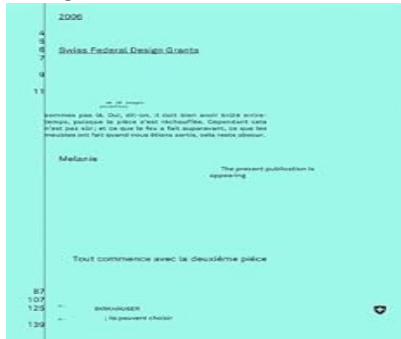 2006
4
5
6 Swiss Federal Design Grants
7
9
11
sommes pas là. Oui, dit-on, il doit bien avoir brûlé entre-
temps, puisque la pièce s'est réchauffée. Cependant cela
n'est pas sûr; et ce que le feu a fait auparavant, ce que les
meubles ont fait quand nous étions sortis, cela reste obscur.
Melanie
The present publication is
appearing
Tout commence avec la deuxième pièce
87
107
125 BIRKHÄUSER
; ils peuvent choisir
139